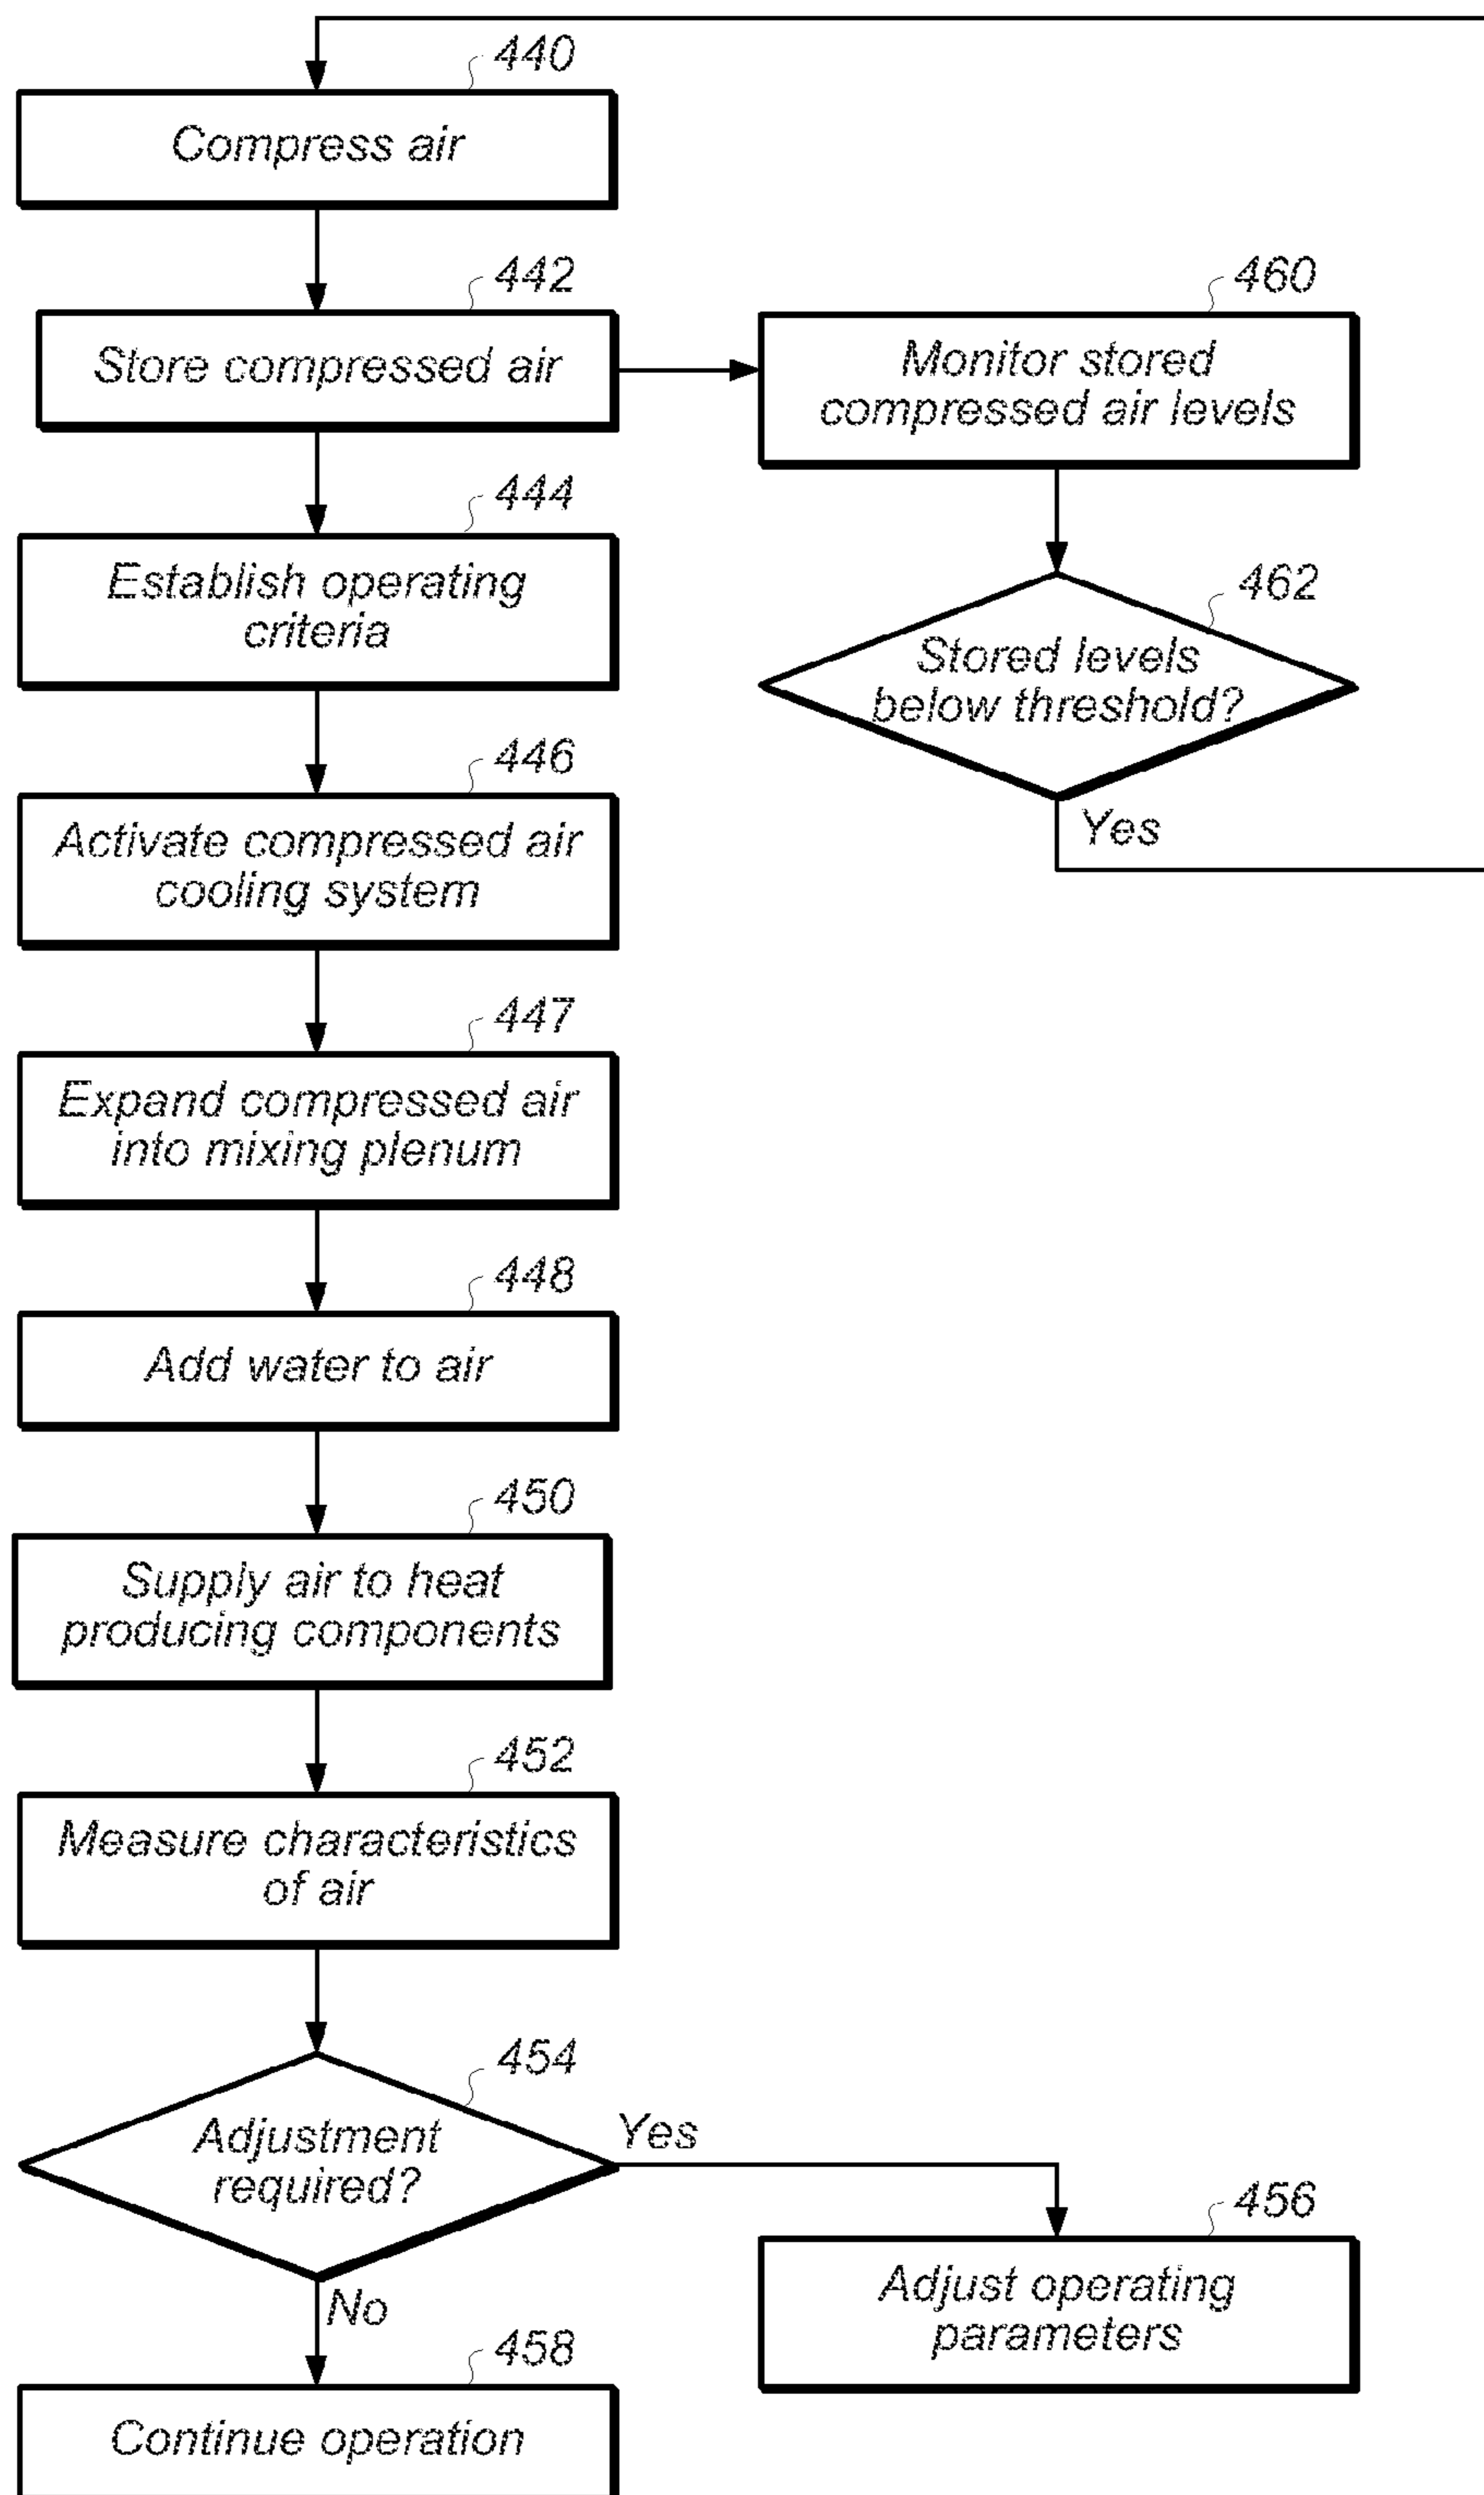 440
Compress air
442
Store compressed air
460
Monitor stored
compressed air levels
444
Establish operating
criteria
462
Stored levels
below threshold?
Yes
446
Activate compressed air
cooling system
447
Expand compressed air
into mixing plenum
448
Add water to air
450
Supply air to heat
producing components
452
Measure characteristics
of air
454
Adjustment
required?
Yes
456
Adjust operating
parameters
No
458
Continue operation